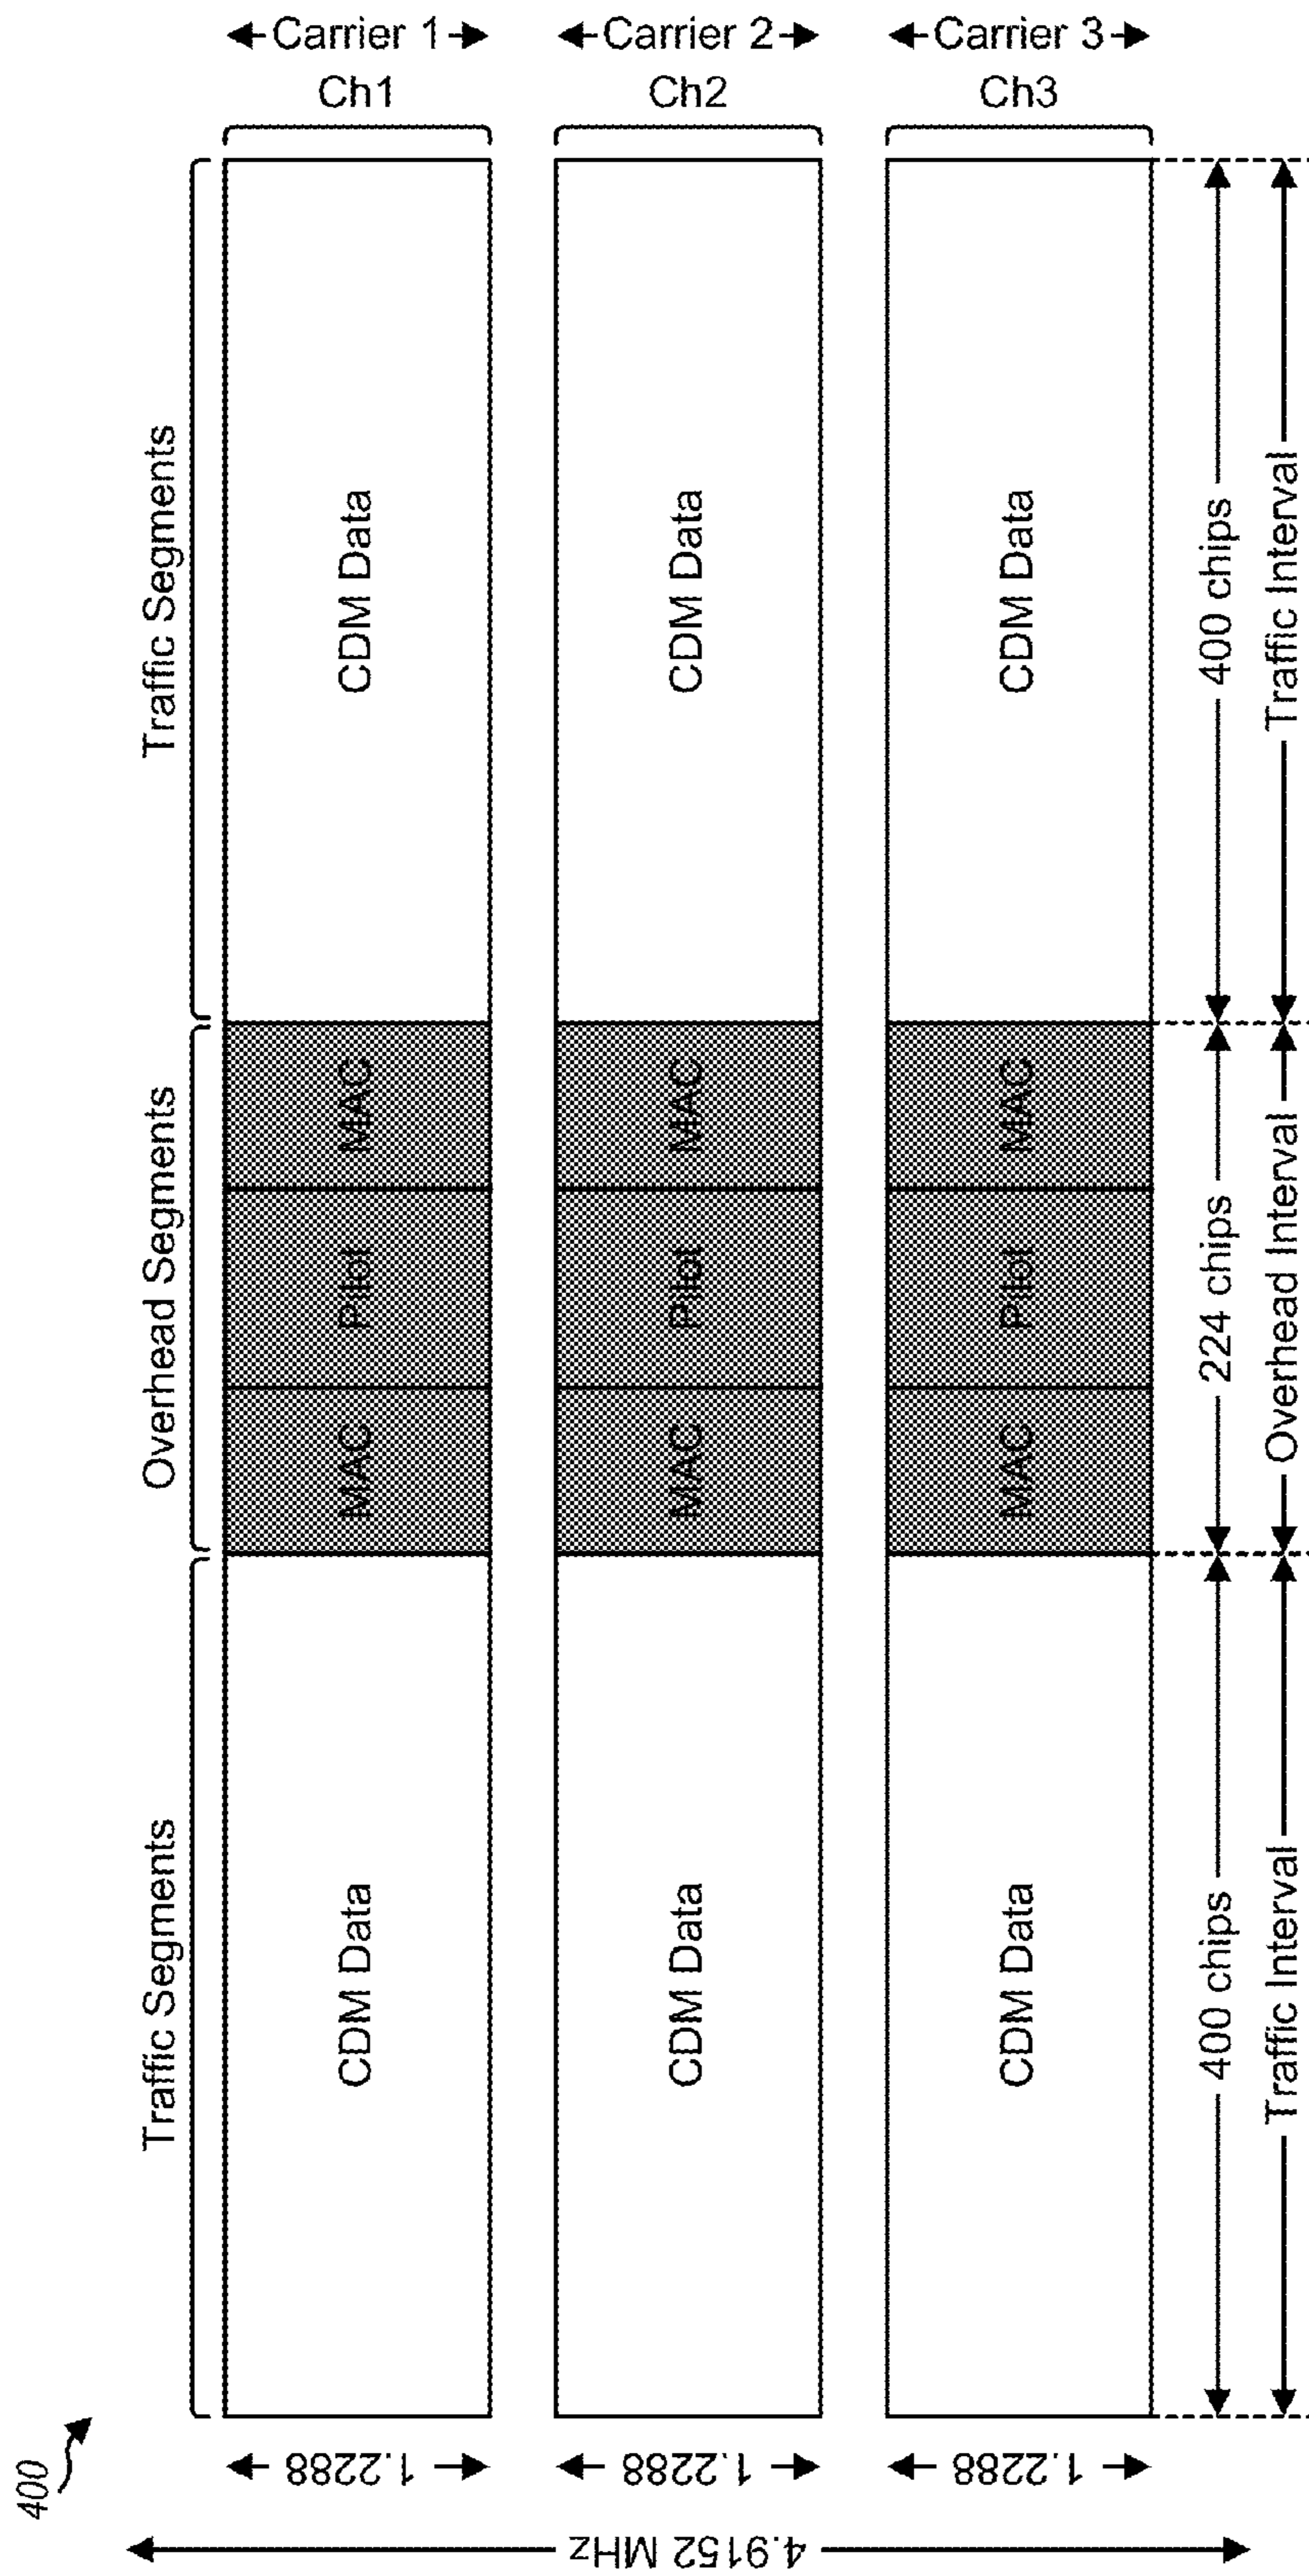 400
Traffic Segments
Overhead Segments
Traffic Segments
4.9152 MHz
1.2288
CDM Data
MAC
Pilot
MAC
CDM Data
Ch1
Carrier 1
1.2288
CDM Data
MAC
Pilot
MAC
CDM Data
Ch2
Carrier 2
1.2288
CDM Data
MAC
Pilot
MAC
CDM Data
Ch3
Carrier 3
400 chips
224 chips
400 chips
Traffic Interval
Overhead Interval
Traffic Interval